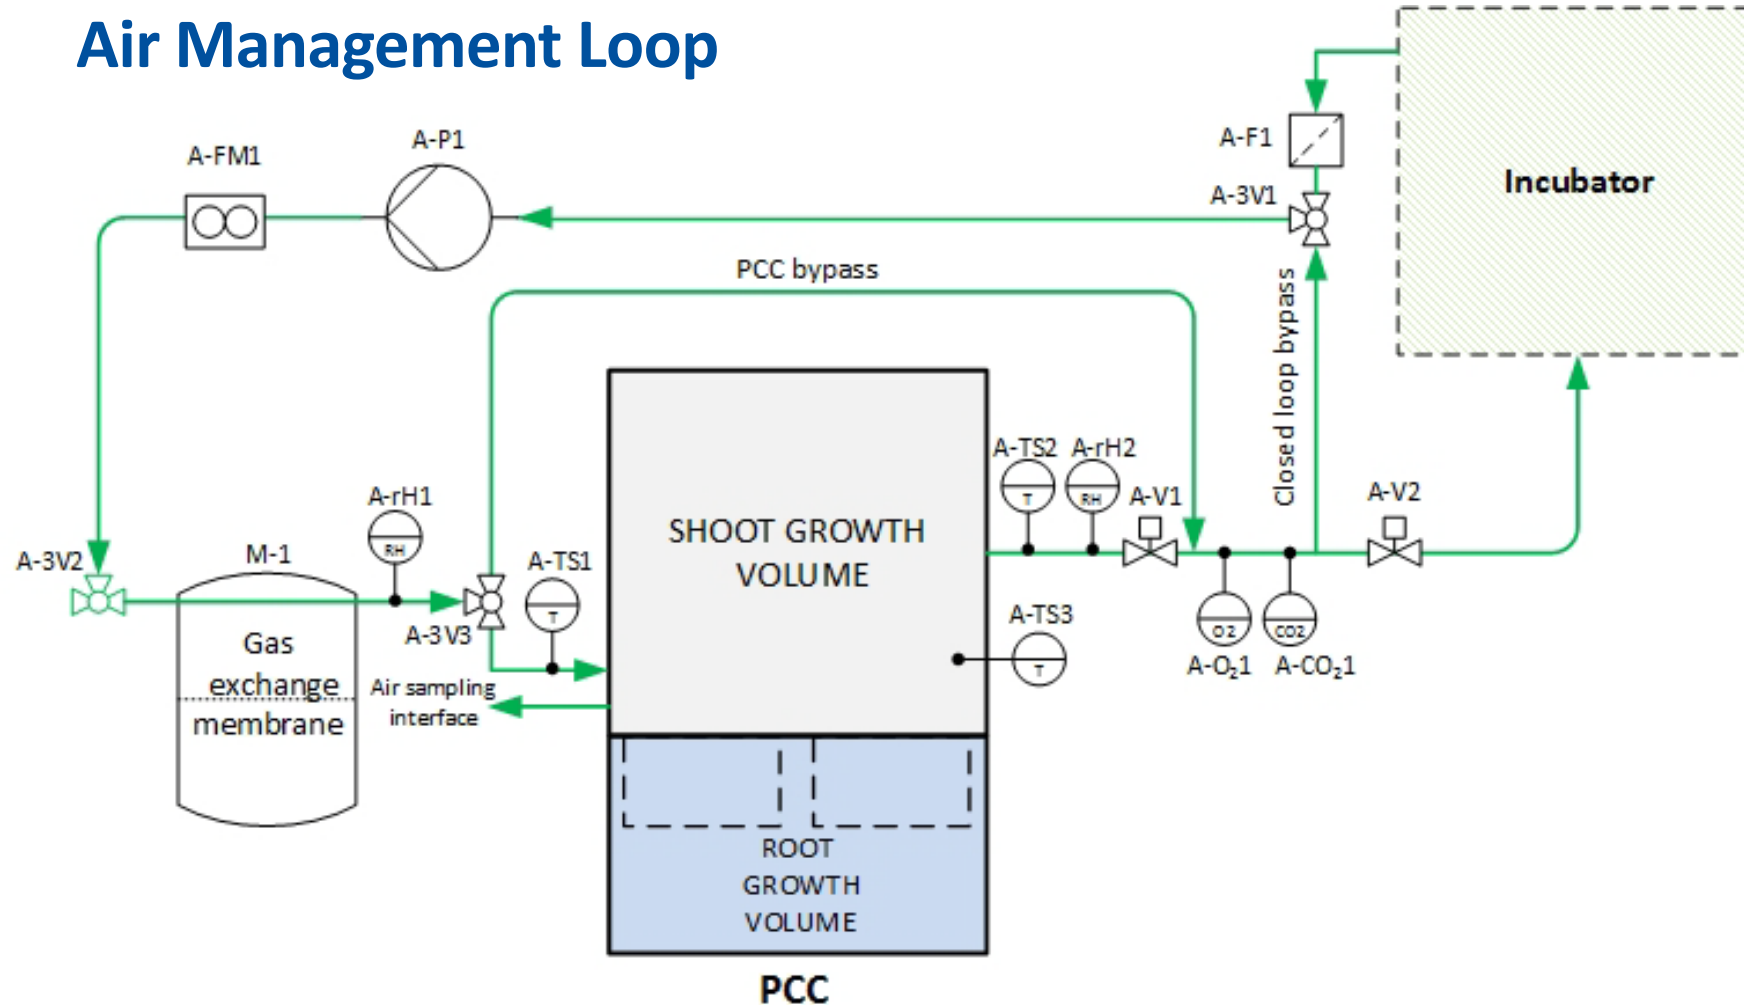 Air Management Loop
A-FM1
A-P1
A-F1
A-3V1
Incubator
PCC bypass
Closed loop bypass
A-3V2
M-1
A-rH1
RH
A-3V3
A-TS1
T
Gas
exchange
membrane
Air sampling
interface
SHOOT GROWTH
VOLUME
A-TS2
T
A-rH2
RH
A-V1
A-V2
A-TS3
T
O2
A-O₂1
CO2
A-CO₂1
ROOT
GROWTH
VOLUME
PCC